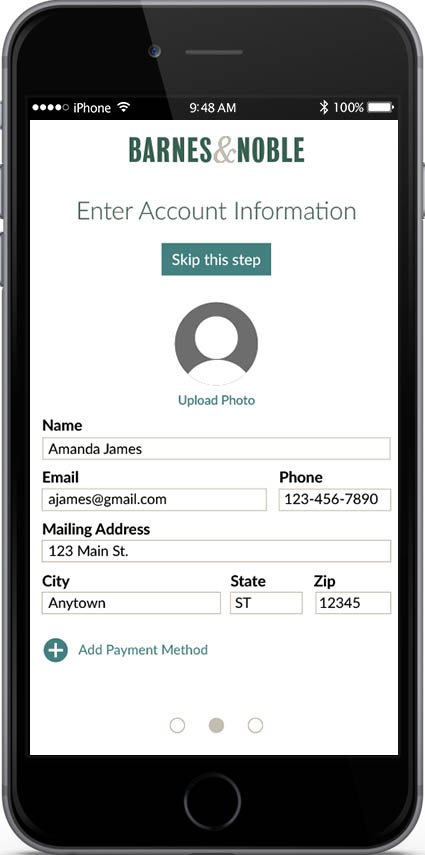 iPhone 9:48 AM 100%
BARNES&NOBLE
Enter Account Information
Skip this step
Upload Photo
Name
Amanda James
Email Phone
ajames@gmail.com 123-456-7890
Mailing Address
123 Main St.
City State Zip
Anytown ST 12345
Add Payment Method